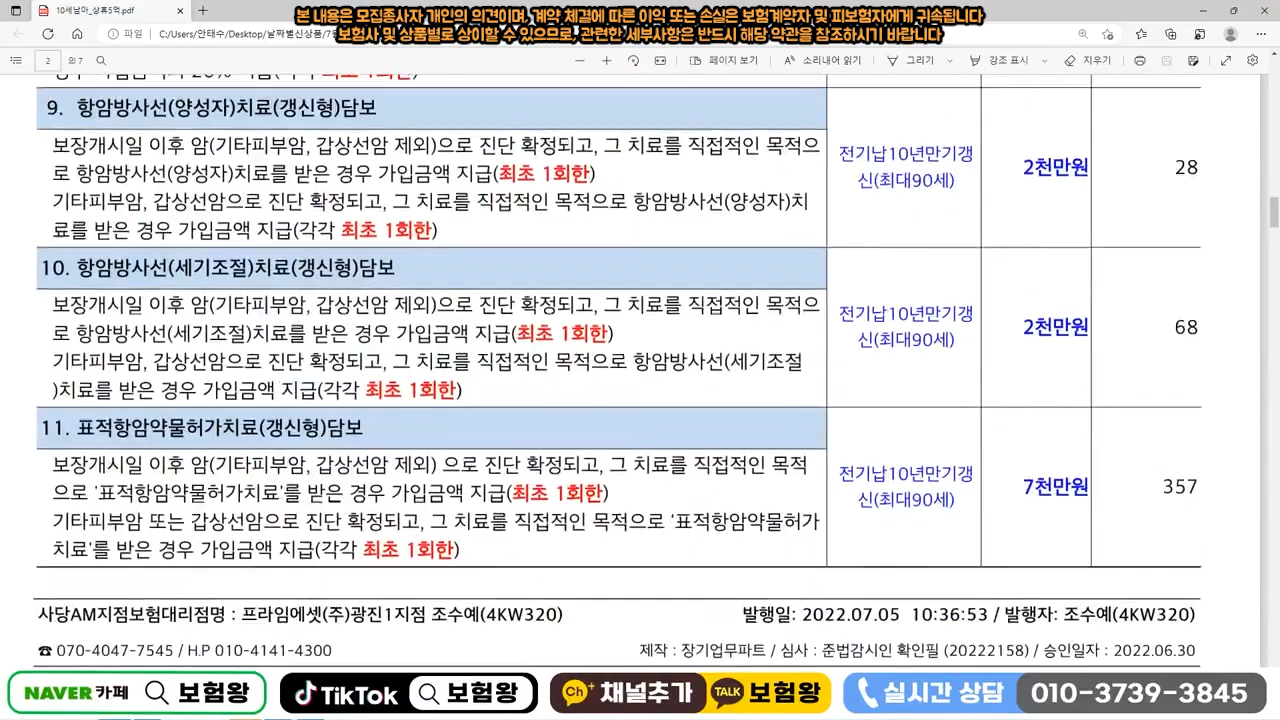 10세남아_상휴5억.pdf
본 내용은 모집종사자 개인의 의견이며, 계약 체결에 따른 이익 또는 손실은 보험계약자 및 피보험자에게 귀속됩니다
보험사 및 상품별로 상이할 수 있으므로, 관련한 세부사항은 반드시 해당 약관을 참조하시기 바랍니다
파일 C:/Users/안태수/Desktop/날짜별신상품/7월
2 의 7 페이지 보기 소리내어 읽기 그리기 강조 표시 지우기
9. 항암방사선(양성자)치료(갱신형)담보
보장개시일 이후 암(기타피부암, 갑상선암 제외)으로 진단 확정되고, 그 치료를 직접적인 목적으
로 항암방사선(양성자)치료를 받은 경우 가입금액 지급(최초 1회한)
기타피부암, 갑상선암으로 진단 확정되고, 그 치료를 직접적인 목적으로 항암방사선(양성자)치
료를 받은 경우 가입금액 지급(각각 최초 1회한)
전기납10년만기갱
신(최대90세)
2천만원
28
10. 항암방사선(세기조절)치료(갱신형)담보
보장개시일 이후 암(기타피부암, 갑상선암 제외)으로 진단 확정되고, 그 치료를 직접적인 목적으
로 항암방사선(세기조절)치료를 받은 경우 가입금액 지급(최초 1회한)
기타피부암, 갑상선암으로 진단 확정되고, 그 치료를 직접적인 목적으로 항암방사선(세기조절
)치료를 받은 경우 가입금액 지급(각각 최초 1회한)
전기납10년만기갱
신(최대90세)
2천만원
68
11. 표적항암약물허가치료(갱신형)담보
보장개시일 이후 암(기타피부암, 갑상선암 제외) 으로 진단 확정되고, 그 치료를 직접적인 목적
으로 '표적항암약물허가치료'를 받은 경우 가입금액 지급(최초 1회한)
기타피부암 또는 갑상선암으로 진단 확정되고, 그 치료를 직접적인 목적으로 '표적항암약물허가
치료'를 받은 경우 가입금액 지급(각각 최초 1회한)
전기납10년만기갱
신(최대90세)
7천만원
357
사당AM지점보험대리점명 : 프라임에셋(주)광진1지점 조수예(4KW320)
발행일: 2022.07.05 10:36:53 / 발행자: 조수예(4KW320)
☎ 070-4047-7545 / H.P 010-4141-4300
제작 : 장기업무파트 / 심사 : 준법감시인 확인필 (20222158) / 승인일자 : 2022.06.30
NAVER 카페 보험왕
TikTok 보험왕
Ch+ 채널추가 TALK 보험왕
실시간 상담 010-3739-3845